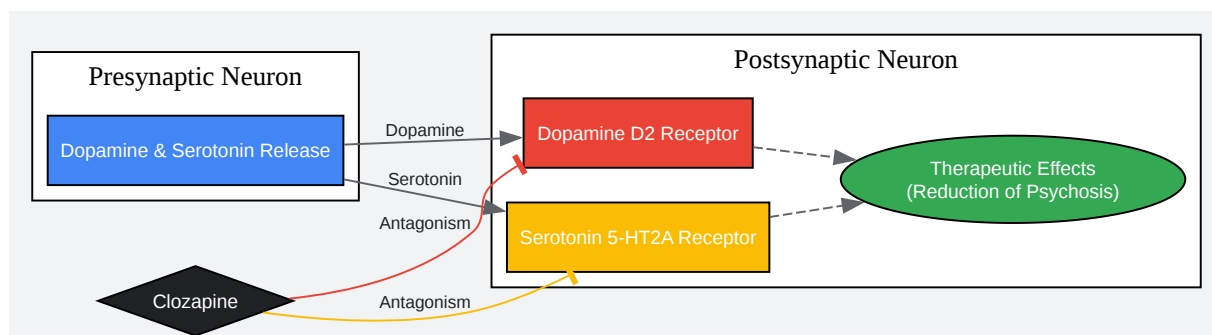 Presynaptic Neuron
Postsynaptic Neuron
Dopamine & Serotonin Release
Dopamine
Dopamine D2 Receptor
Serotonin
Therapeutic Effects
(Reduction of Psychosis)
Antagonism
Serotonin 5-HT2A Receptor
Clozapine
Antagonism